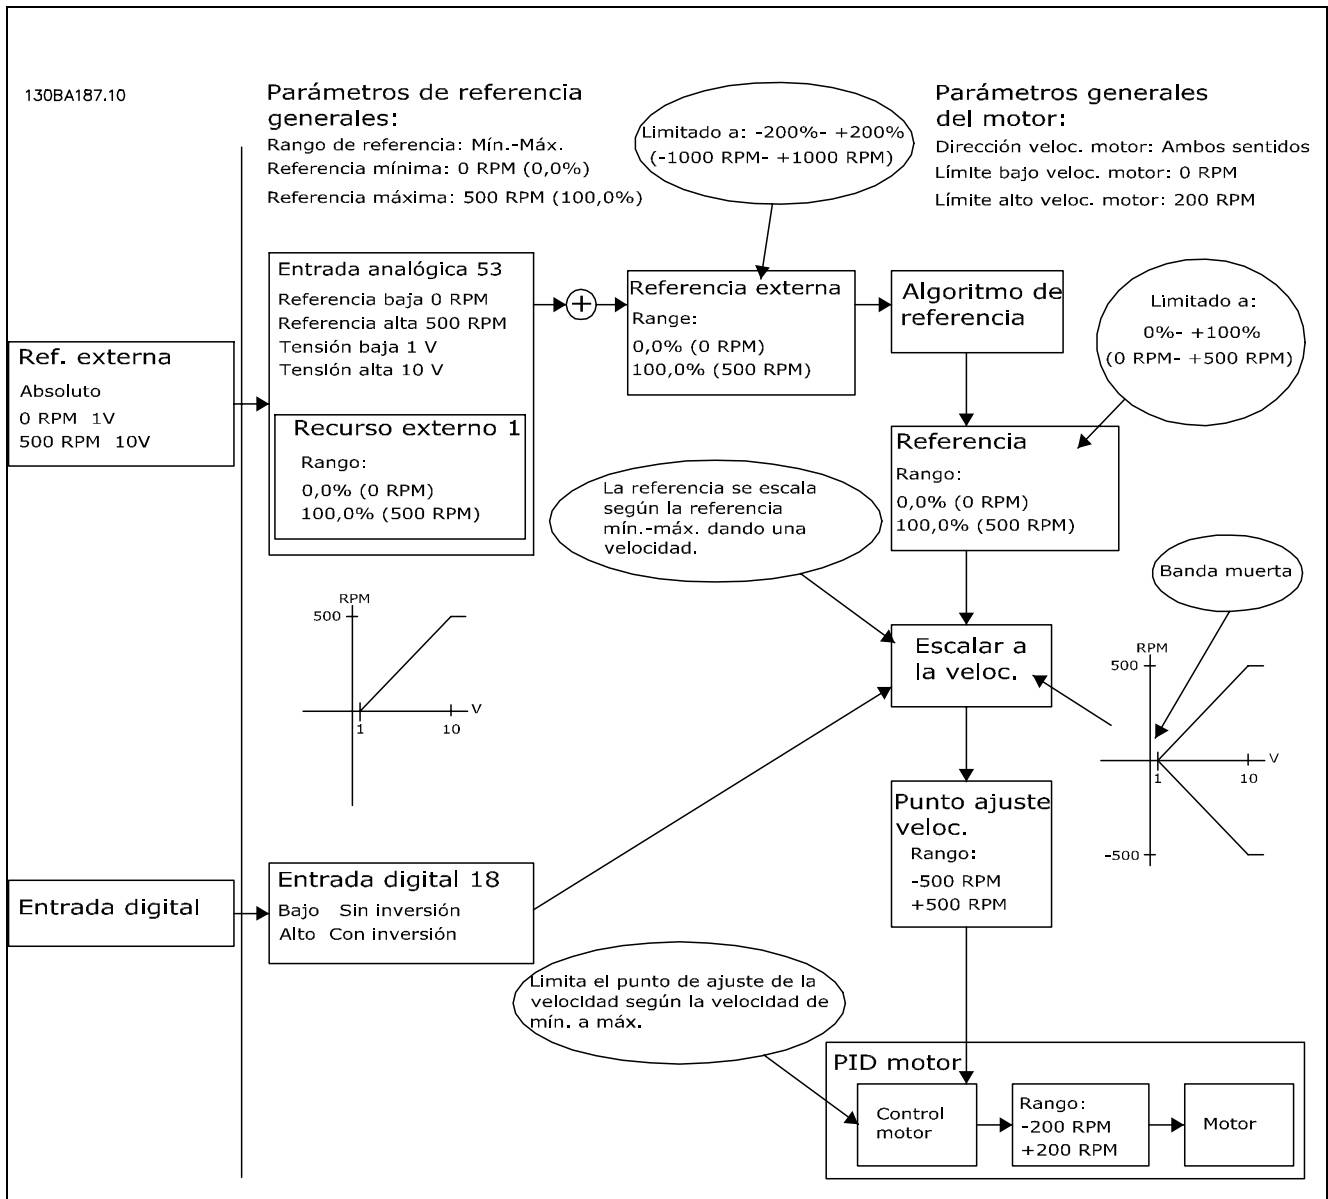 130BA187.10
Parámetros de referencia
generales:
Rango de referencia: Mín.-Máx.
Referencia mínima: 0 RPM (0,0%)
Referencia máxima: 500 RPM (100,0%)
Limitado a: -200%- +200%
(-1000 RPM- +1000 RPM)
Parámetros generales
del motor:
Dirección veloc. motor: Ambos sentidos
Límite bajo veloc. motor: 0 RPM
Límite alto veloc. motor: 200 RPM
Ref. externa
Absoluto
0 RPM 1V
500 RPM 10V
Entrada analógica 53
Referencia baja 0 RPM
Referencia alta 500 RPM
Tensión baja 1 V
Tensión alta 10 V
Recurso externo 1
Rango:
0,0% (0 RPM)
100,0% (500 RPM)
+
Referencia externa
Range:
0,0% (0 RPM)
100,0% (500 RPM)
Algoritmo de
referencia
Limitado a:
0%- +100%
(0 RPM- +500 RPM)
Referencia
Rango:
0,0% (0 RPM)
100,0% (500 RPM)
La referencia se escala
según la referencia
mín.-máx. dando una
velocidad.
Banda muerta
RPM
500
V
1
10
Escalar a
la veloc.
RPM
500
V
1
10
-500
Punto ajuste
veloc.
Rango:
-500 RPM
+500 RPM
Entrada digital
Entrada digital 18
Bajo Sin inversión
Alto Con inversión
Limita el punto de ajuste de la
velocidad según la velocidad de
mín. a máx.
PID motor
Control
motor
Rango:
-200 RPM
+200 RPM
Motor